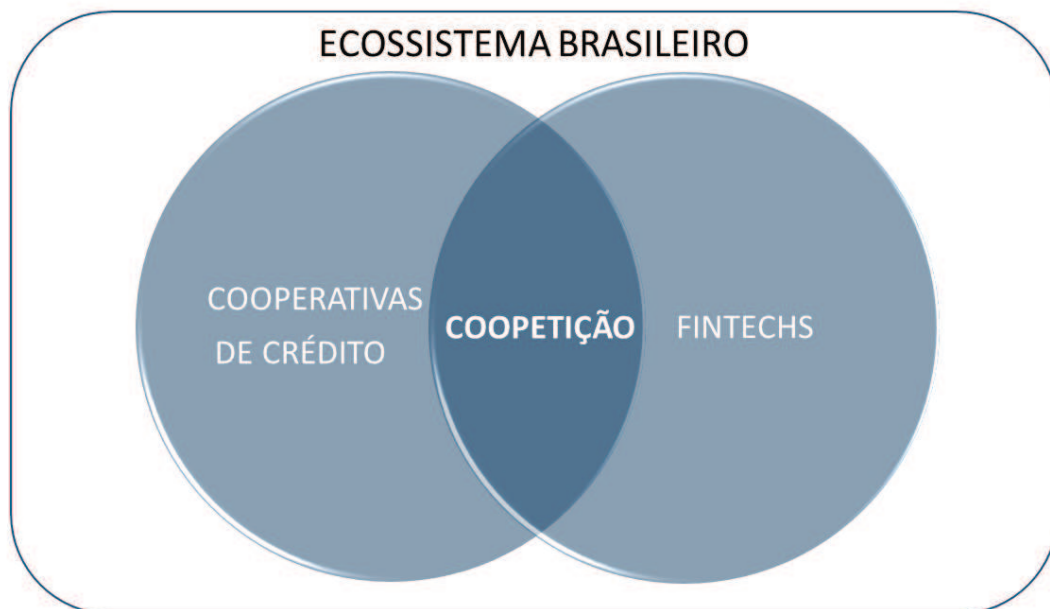 ECOSSISTEMA BRASILEIRO
COOPERATIVAS
DE CRÉDITO
COOPETIÇÃO
FINTECHS